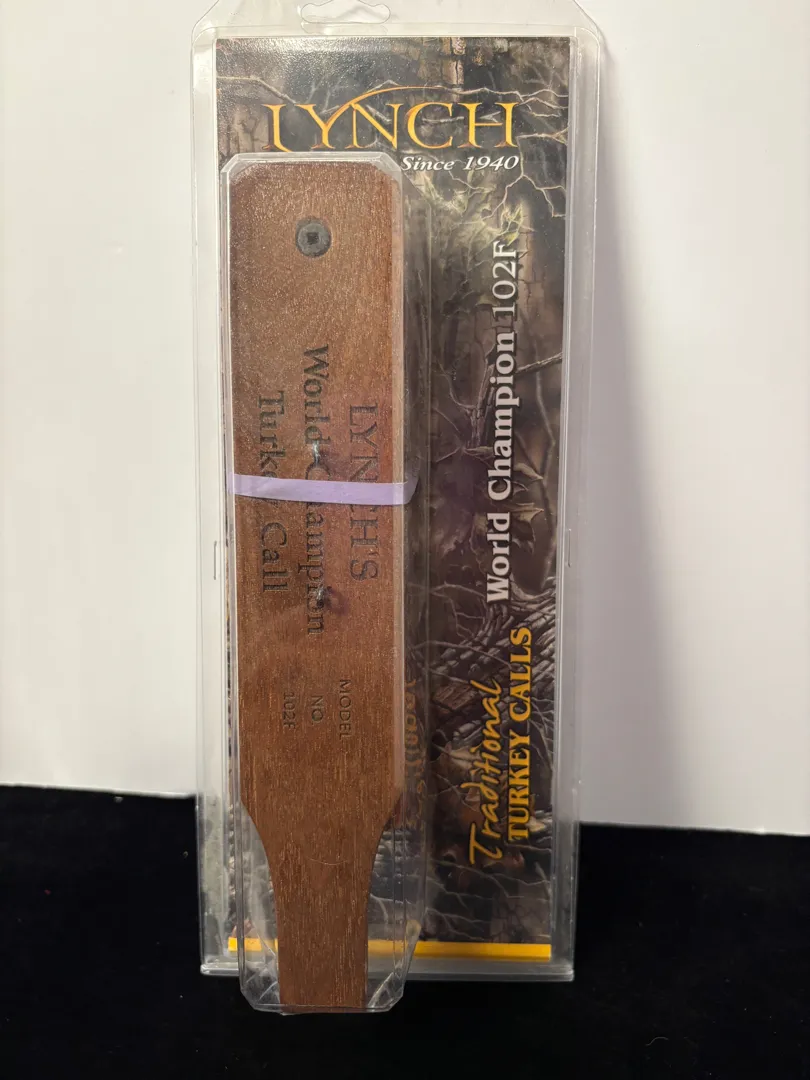 LYNCH
Since 1940
World Champion 102F
Traditional
TURKEY CALLS
LYNCH'S
World Champion
Turkey Call
MODEL
NO.
102F